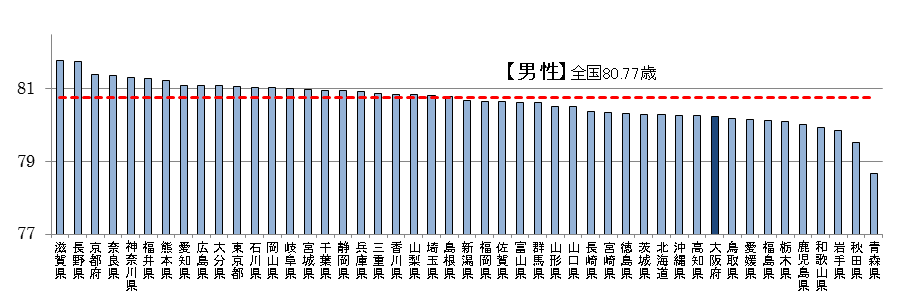 【男性】全国80.77歳
81
79
77
滋賀県
長野県
京都府
奈良県
神奈川県
福井県
熊本県
愛知県
広島県
大分県
東京都
石川県
岡山県
岐阜県
宮城県
千葉県
静岡県
兵庫県
三重県
香川県
山梨県
埼玉県
島根県
新潟県
福岡県
佐賀県
富山県
群馬県
山形県
山口県
長崎県
宮崎県
徳島県
茨城県
北海道
沖縄県
高知県
大阪府
鳥取県
愛媛県
福島県
栃木県
鹿児島県
和歌山県
岩手県
秋田県
青森県